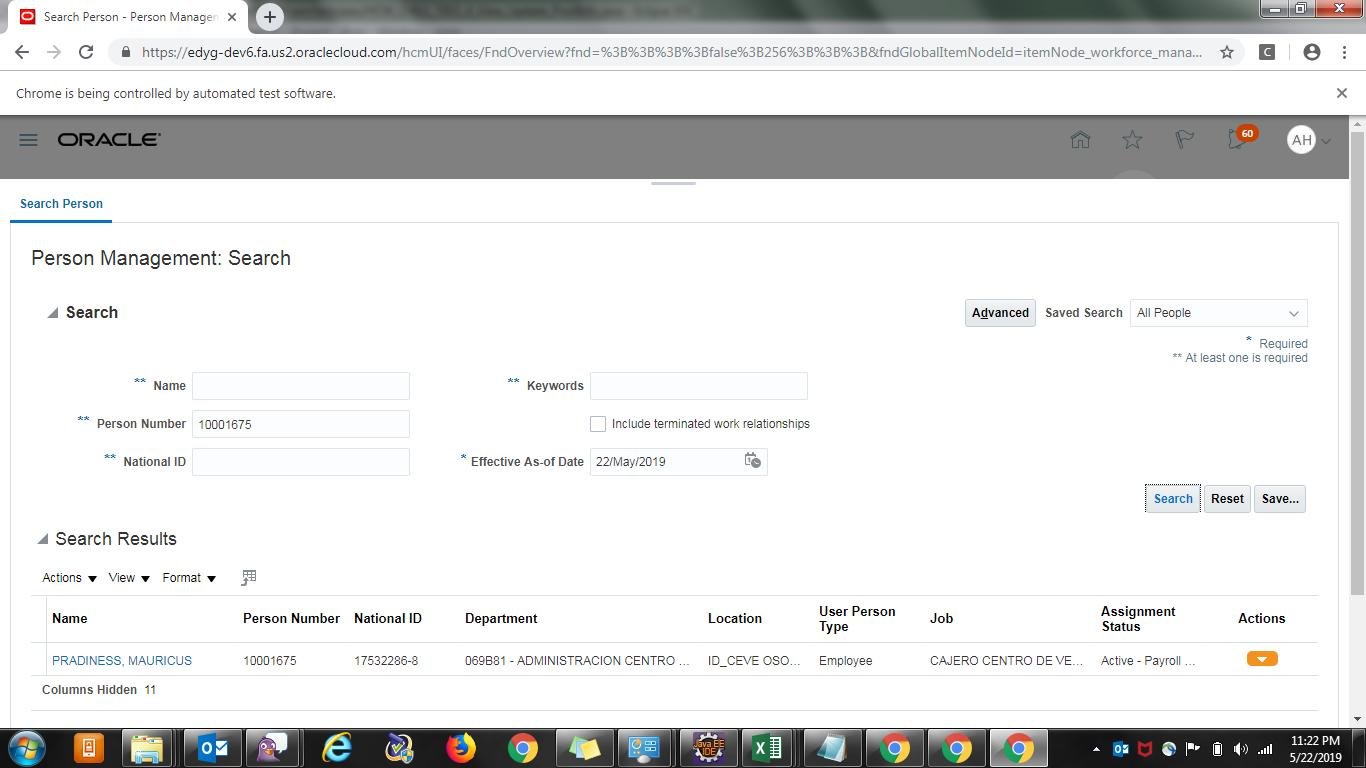 Search Person - Person Managen
https://edyg-dev6.fa.us2.oraclecloud.com/hcmUI/faces/FndOverview?fnd=%3B%3B%3B%3Bfalse%3B256%3B%3B%3B&fndGlobalItemNodeId=itemNode_workforce_mana...
C
Chrome is being controlled by automated test software.
ORACLE
60
AH
Search Person
Person Management: Search
Search
Advanced Saved Search All People
* Required
** At least one is required
** Name ** Keywords
** Person Number 10001675 Include terminated work relationships
** National ID * Effective As-of Date 22/May/2019
Search Reset Save...
Search Results
Actions View Format
Name Person Number National ID Department Location User Person Type Job Assignment Status Actions
PRADINESS, MAURICUS 10001675 17532286-8 069B81 - ADMINISTRACION CENTRO ... ID_CEVE OSO... Employee CAJERO CENTRO DE VE... Active - Payroll ...
Columns Hidden 11
Java EE
IDE
11:22 PM
5/22/2019